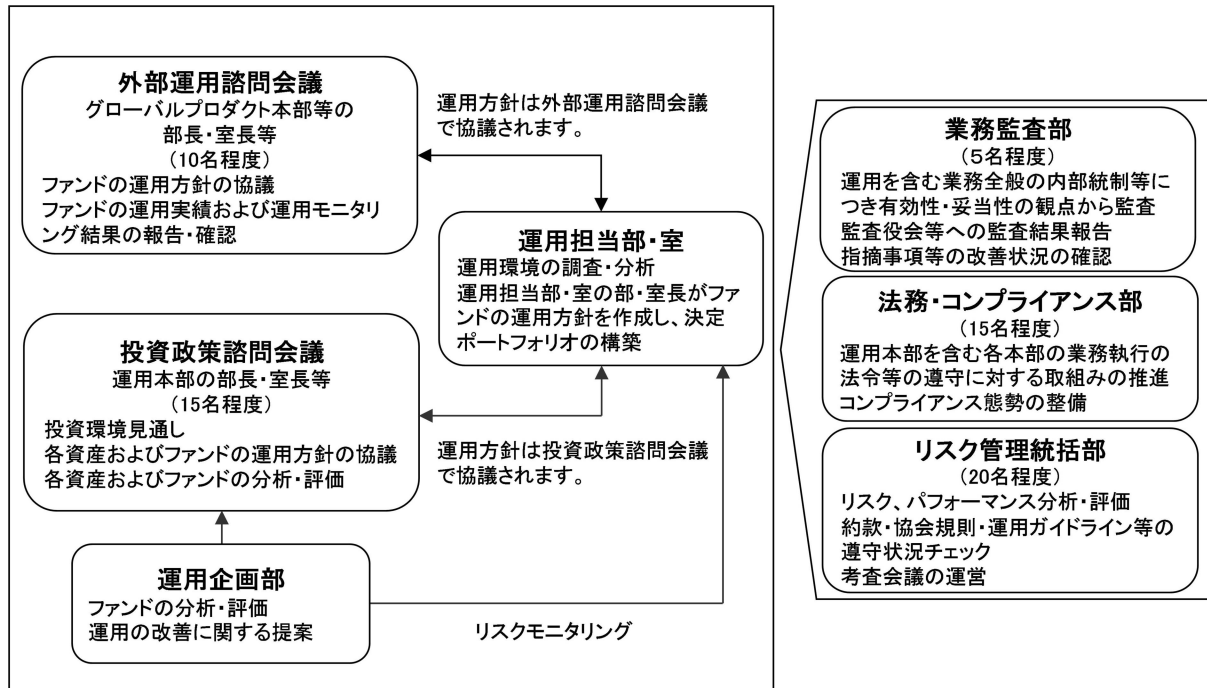 外部運用諮問会議
グローバルプロダクト本部等の
部長・室長等
（10名程度）
ファンドの運用方針の協議
ファンドの運用実績および運用モニタリ
ング結果の報告・確認
運用方針は外部運用諮問会議
で協議されます。
運用担当部・室
運用環境の調査・分析
運用担当部・室の部・室長がファ
ンドの運用方針を作成し、決定
ポートフォリオの構築
投資政策諮問会議
運用本部の部長・室長等
（15名程度）
投資環境見通し
各資産およびファンドの運用方針の協議
各資産およびファンドの分析・評価
運用方針は投資政策諮問会議
で協議されます。
運用企画部
ファンドの分析・評価
運用の改善に関する提案
リスクモニタリング
業務監査部
（5名程度）
運用を含む業務全般の内部統制等に
つき有効性・妥当性の観点から監査
監査役会等への監査結果報告
指摘事項等の改善状況の確認
法務・コンプライアンス部
（15名程度）
運用本部を含む各本部の業務執行の
法令等の遵守に対する取組みの推進
コンプライアンス態勢の整備
リスク管理統括部
（20名程度）
リスク、パフォーマンス分析・評価
約款・協会規則・運用ガイドライン等の
遵守状況チェック
考査会議の運営